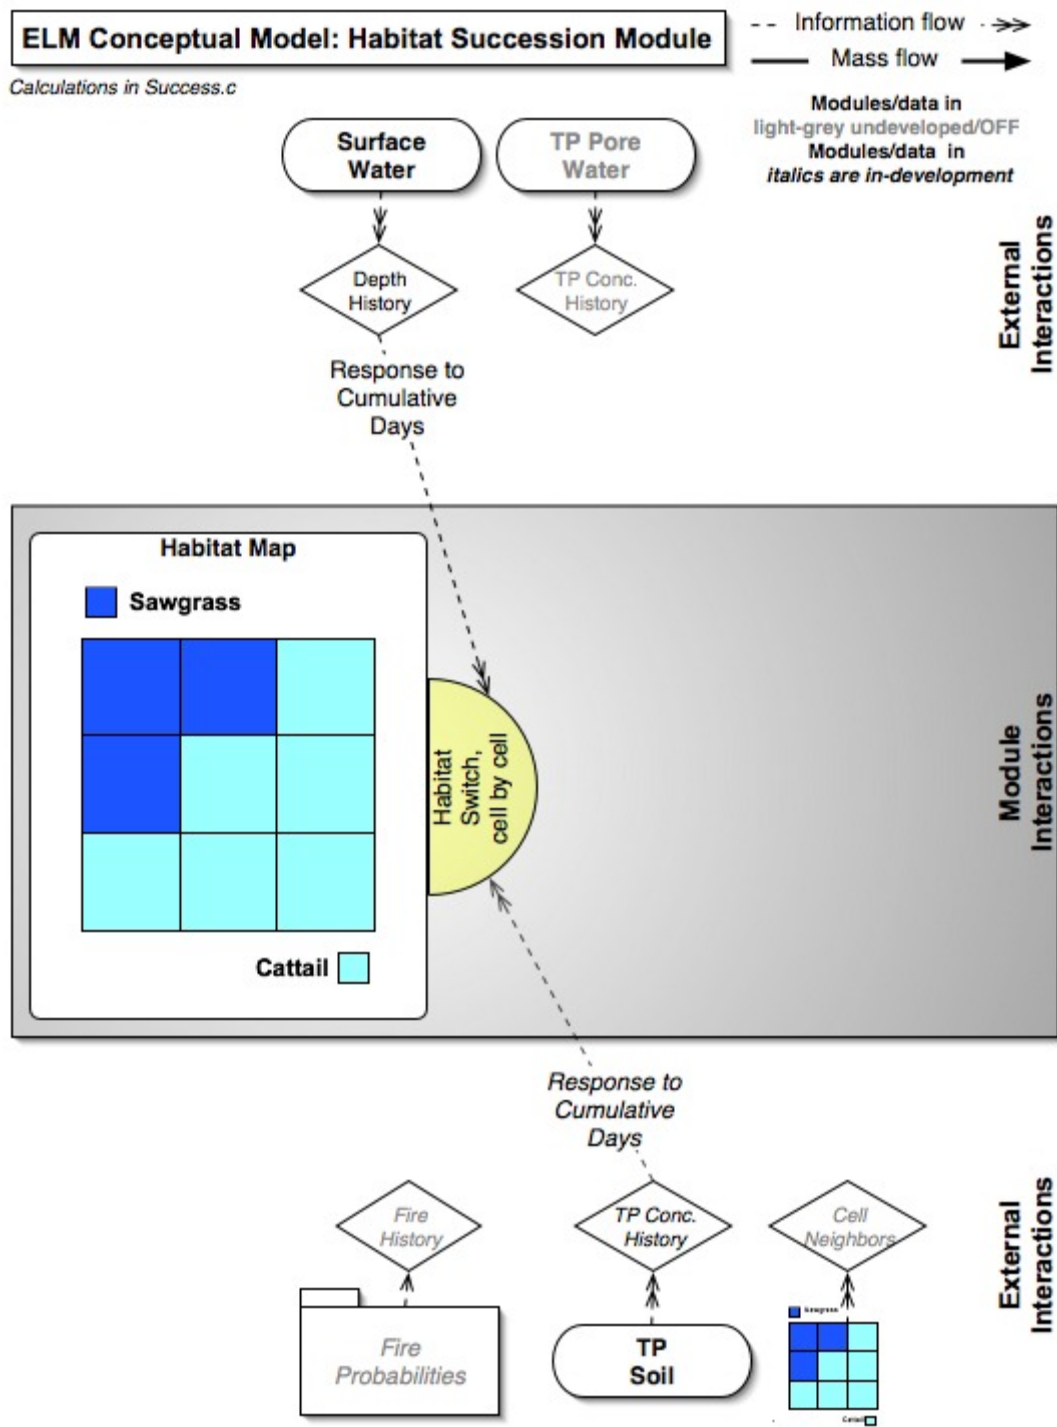 ELM Conceptual Model: Habitat Succession Module
Information flow
Mass flow
Calculations in Success.c
Modules/data in
light-grey undeveloped/OFF
Modules/data in
italics are in-development
Surface
Water
TP Pore
Water
Depth
History
TP Conc.
History
External
Interactions
Response to
Cumulative
Days
Habitat Map
Sawgrass
Habitat
Switch,
cell by cell
Module
Interactions
Cattail
Response to
Cumulative
Days
Fire
History
TP Conc.
History
Cell
Neighbors
External
Interactions
Fire
Probabilities
TP
Soil
Sawgrass
Cattail